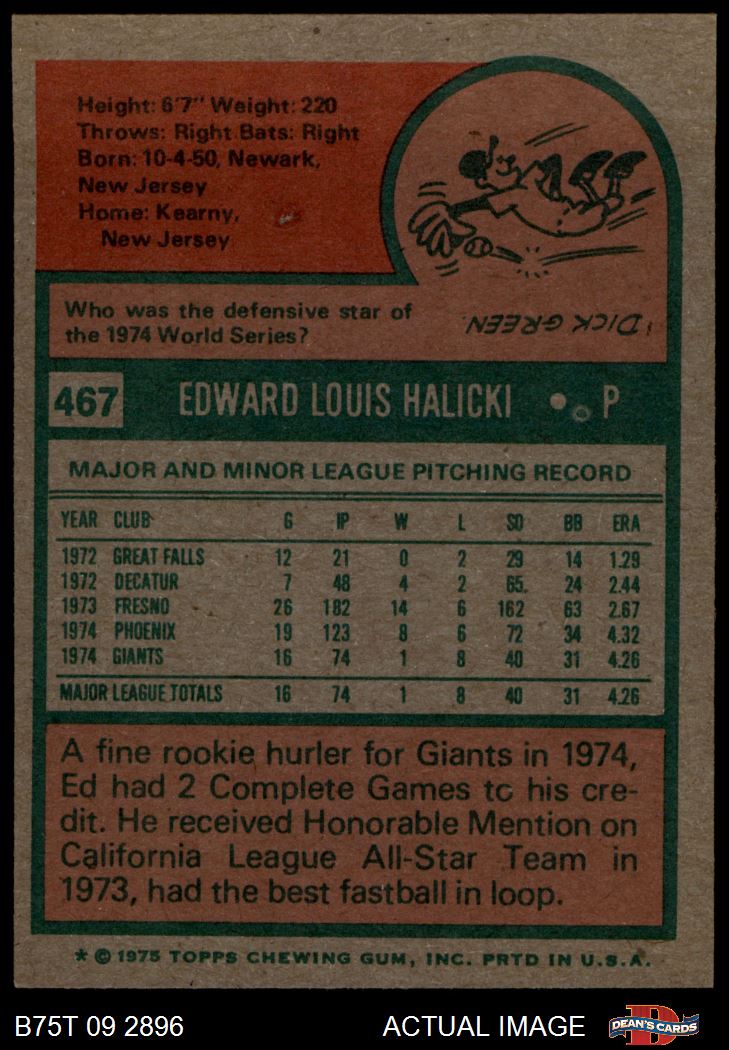 Height: 6'7" Weight: 220
Throws: Right Bats: Right
Born: 10-4-50, Newark,
New Jersey
Home: Kearny,
New Jersey
Who was the defensive star of
the 1974 World Series?
DICK GREEN.
467 EDWARD LOUIS HALICKI • P
MAJOR AND MINOR LEAGUE PITCHING RECORD
YEAR CLUB G IP W L SO BB ERA
1972 GREAT FALLS 12 21 0 2 29 14 1.29
1972 DECATUR 7 48 4 2 65 24 2.44
1973 FRESNO 26 182 14 6 162 63 2.67
1974 PHOENIX 19 123 8 6 72 34 4.32
1974 GIANTS 16 74 1 8 40 31 4.26
MAJOR LEAGUE TOTALS 16 74 1 8 40 31 4.26
A fine rookie hurler for Giants in 1974,
Ed had 2 Complete Games to his cre-
dit. He received Honorable Mention on
California League All-Star Team in
1973, had the best fastball in loop.
* © 1975 TOPPS CHEWING GUM, INC. PRTD IN U.S.A.
B75T 09 2896 ACTUAL IMAGE D DEAN'S CARDS